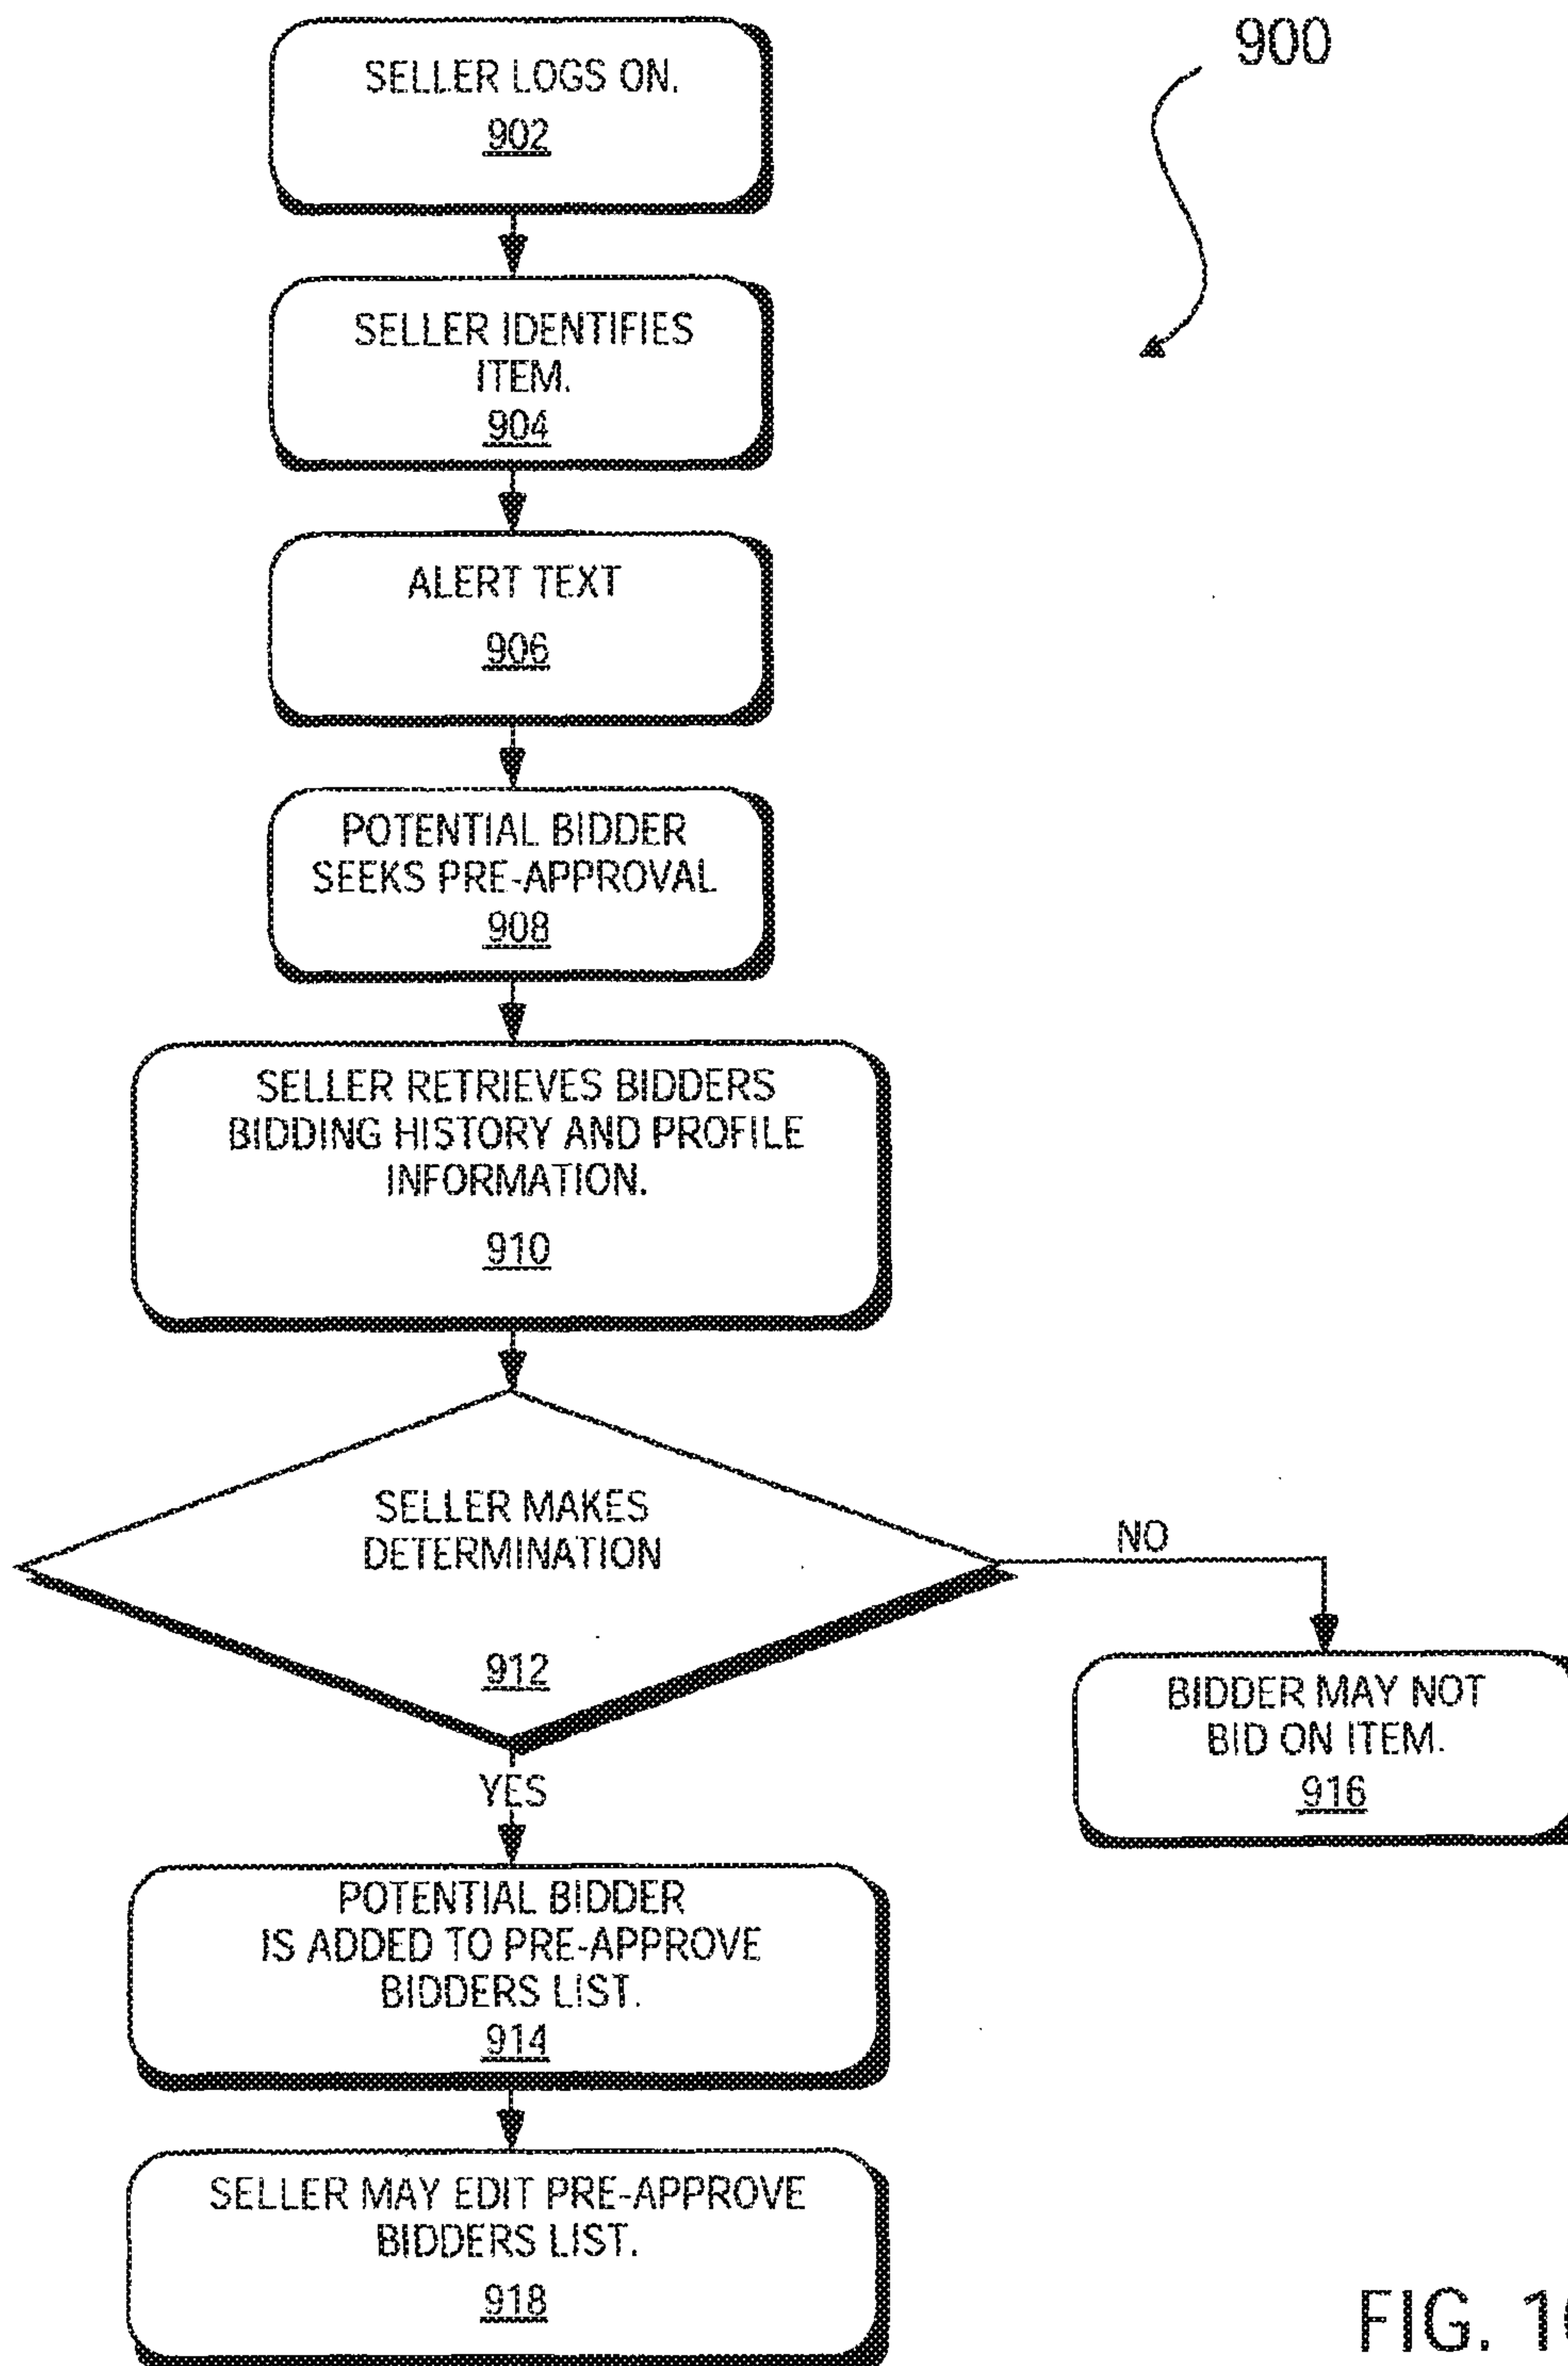 900
SELLER LOGS ON.
902
SELLER IDENTIFIES
ITEM.
904
ALERT TEXT
906
POTENTIAL BIDDER
SEEKS PRE-APPROVAL
908
SELLER RETRIEVES BIDDERS
BIDDING HISTORY AND PROFILE
INFORMATION.
910
SELLER MAKES
DETERMINATION
912
NO
BIDDER MAY NOT
BID ON ITEM.
916
YES
POTENTIAL BIDDER
IS ADDED TO PRE-APPROVE
BIDDERS LIST.
914
SELLER MAY EDIT PRE-APPROVE
BIDDERS LIST.
918
FIG.